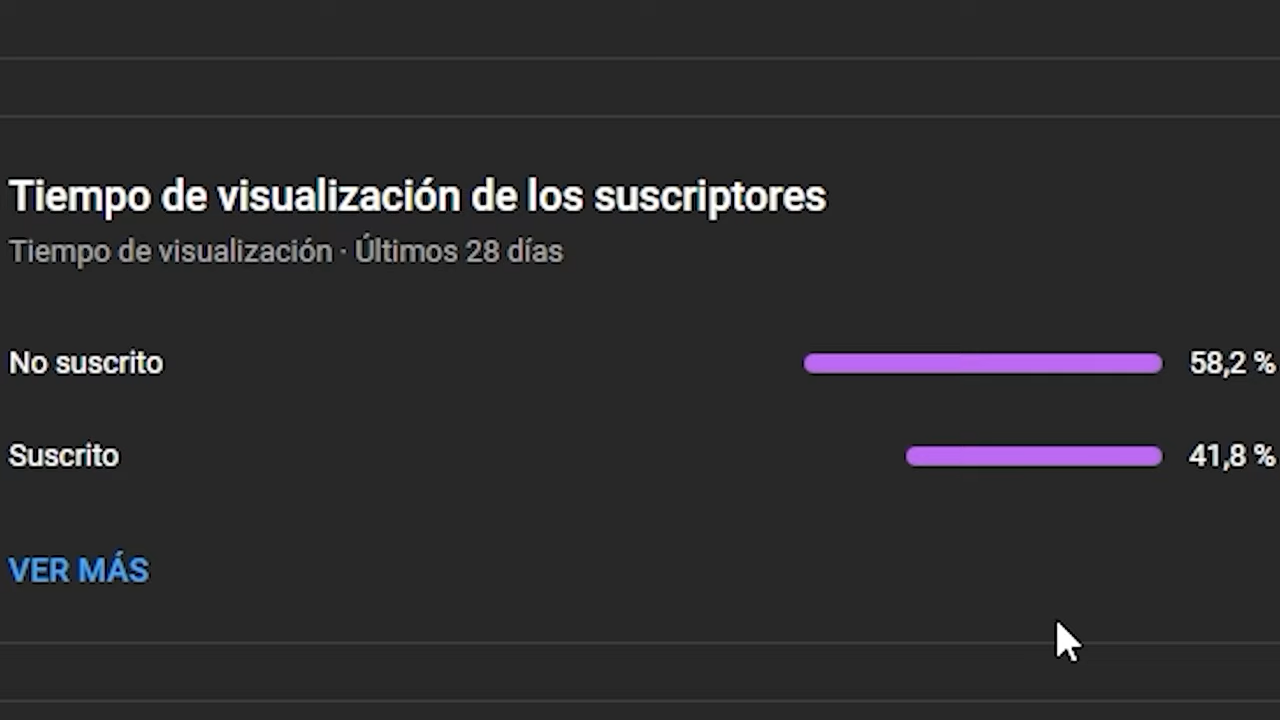 Tiempo de visualización de los suscriptores
Tiempo de visualización · Últimos 28 días
No suscrito 58,2 %
Suscrito 41,8 %
VER MÁS